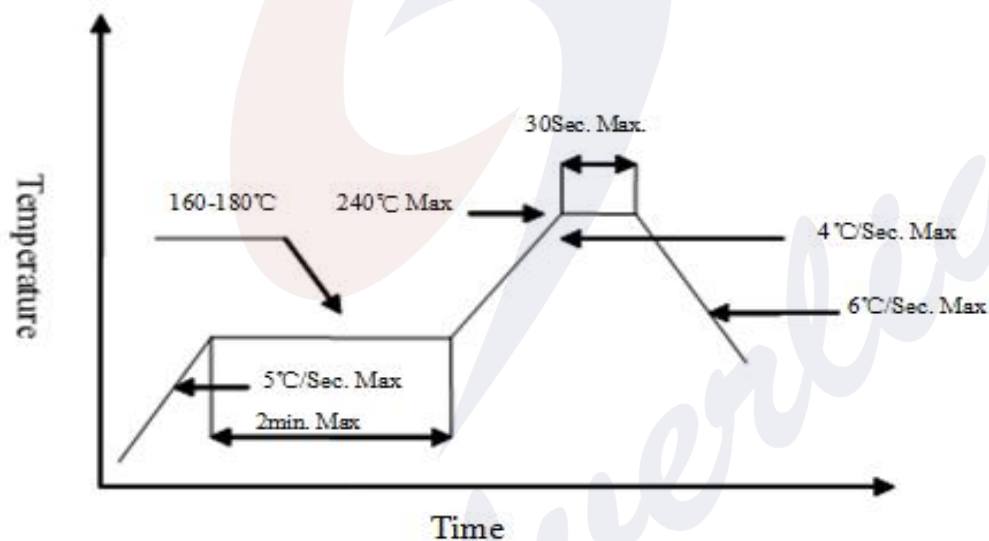 30Sec. Max.
160-180℃
240℃ Max
4℃/Sec. Max
6℃/Sec. Max
5℃/Sec. Max
2min. Max
Temperature
Time